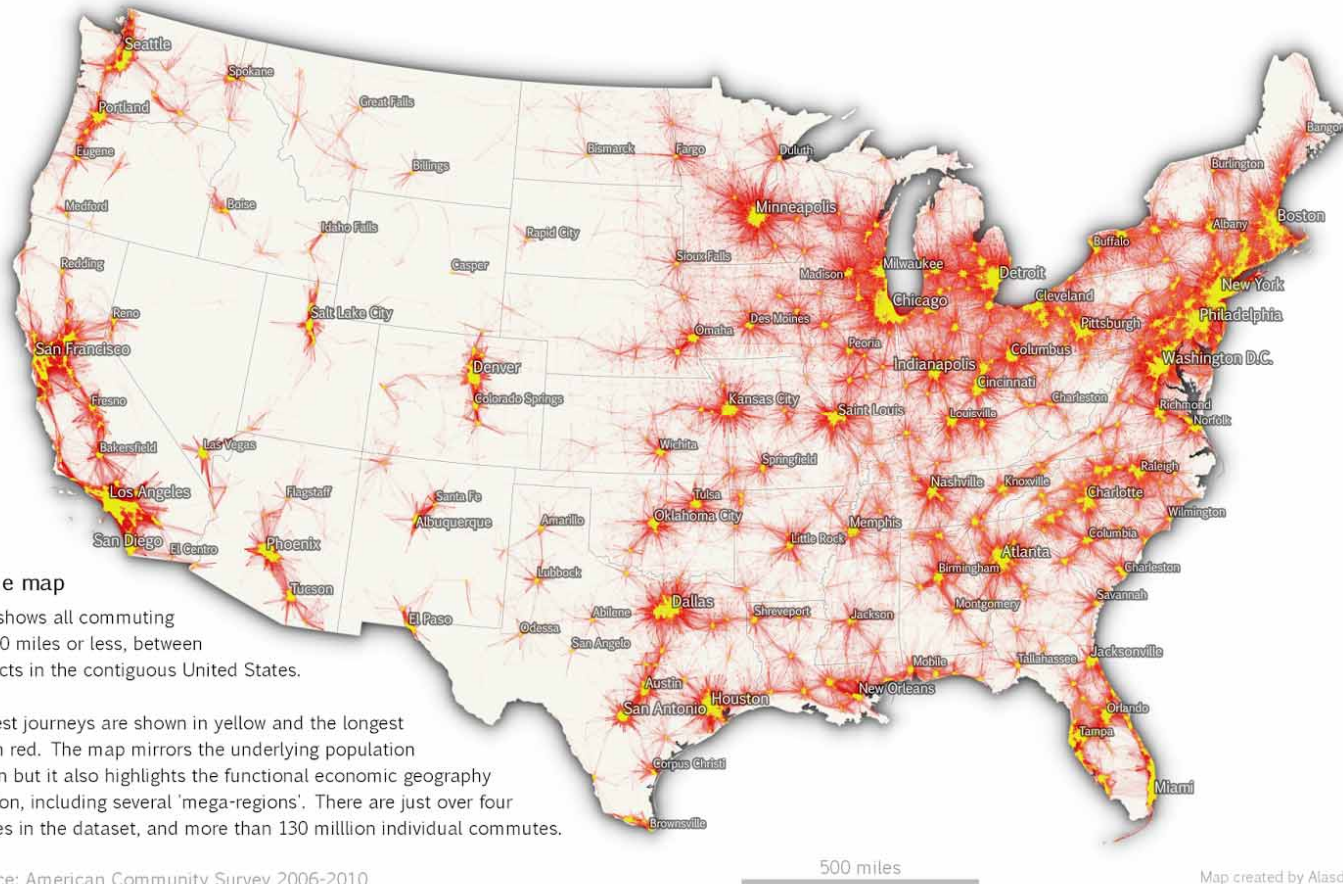 Seattle
Spokane
Portland
Great Falls
Eugene
Billings
Bismarck
Fargo
Duluth
Bangor
Burlington
Medford
Boise
Idaho Falls
Rapid City
Minneapolis
Boston
Albany
Buffalo
Redding
Casper
Sioux Falls
Madison
Milwaukee
Detroit
New York
Reno
Salt Lake City
Chicago
Cleveland
Philadelphia
Omaha
Des Moines
Pittsburgh
San Francisco
Denver
Peoria
Indianapolis
Columbus
Washington D.C.
Cincinnati
Fresno
Colorado Springs
Kansas City
Saint Louis
Louisville
Charleston
Richmond
Norfolk
Bakersfield
Las Vegas
Wichita
Springfield
Raleigh
Los Angeles
Flagstaff
Santa Fe
Tulsa
Nashville
Knoxville
Charlotte
Albuquerque
Amarillo
Oklahoma City
Memphis
Wilmington
San Diego
El Centro
Phoenix
Little Rock
Columbia
Atlanta
Lubbock
Birmingham
Charleston
Tucson
Dallas
Montgomery
Savannah
El Paso
Abilene
Shreveport
Jackson
Odessa
San Angelo
Jacksonville
Mobile
Tallahassee
Austin
New Orleans
San Antonio
Houston
Orlando
Tampa
Corpus Christi
Miami
Brownsville
e map
shows all commuting
0 miles or less, between
cts in the contiguous United States.
est journeys are shown in yellow and the longest
n red. The map mirrors the underlying population
n but it also highlights the functional economic geography
on, including several 'mega-regions'. There are just over four
es in the dataset, and more than 130 milllion individual commutes.
ce: American Community Survey 2006-2010
500 miles
Map created by Alasd